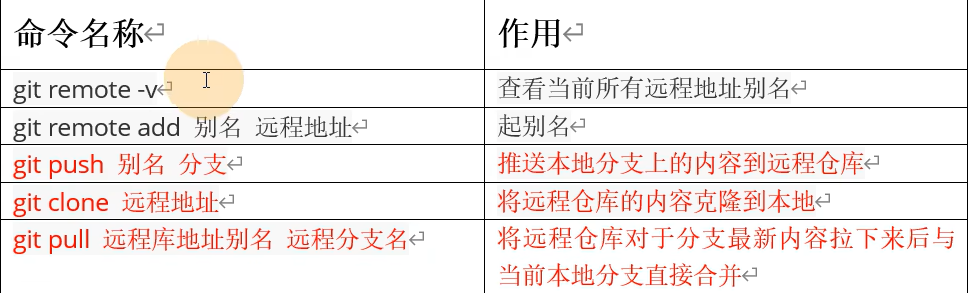 命令名称 作用
git remote -v 查看当前所有远程地址别名
git remote add 别名 远程地址 起别名
git push 别名 分支 推送本地分支上的内容到远程仓库
git clone 远程地址 将远程仓库的内容克隆到本地
git pull 远程库地址别名 远程分支名 将远程仓库对于分支最新内容拉下来后与
当前本地分支直接合并